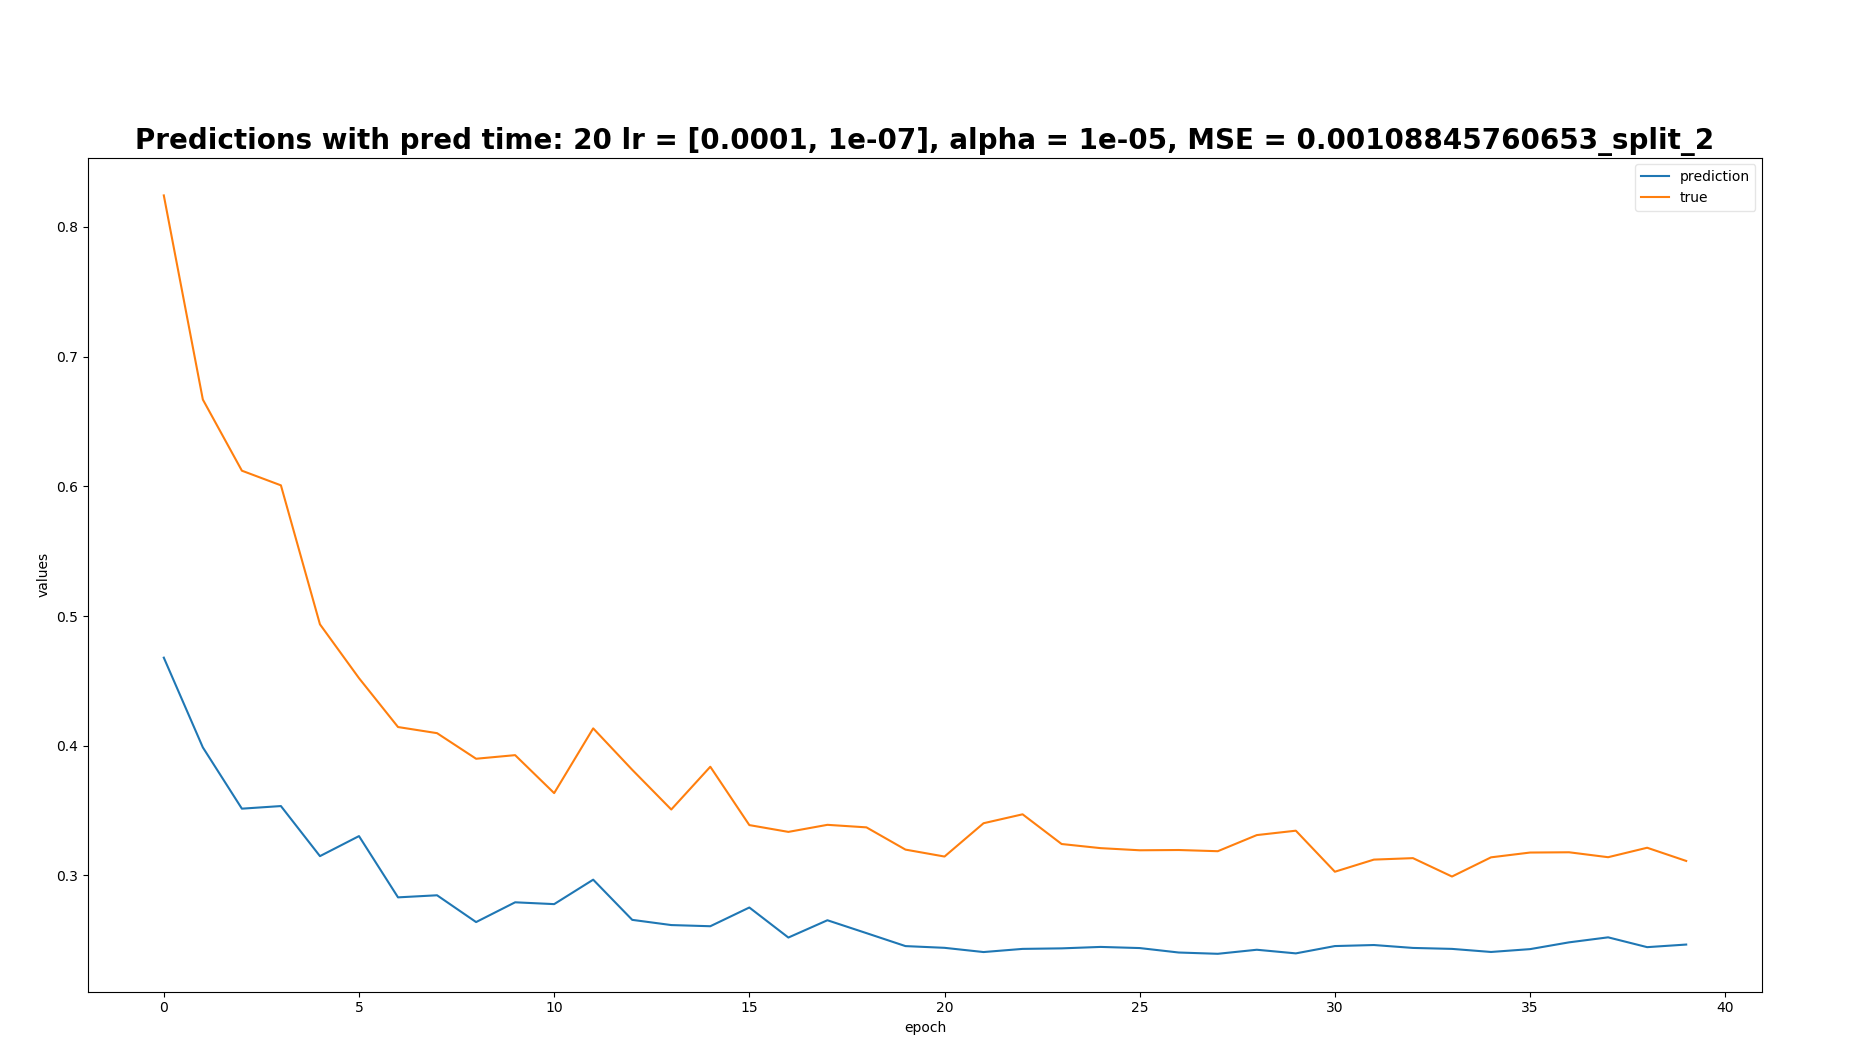 Predictions with pred time: 20 lr = [0.0001, 1e-07], alpha = 1e-05, MSE = 0.00108845760653_split_2
prediction
true
0.8
0.7
0.6
0.5
0.4
0.3
values
0 5 10 15 20 25 30 35 40
epoch